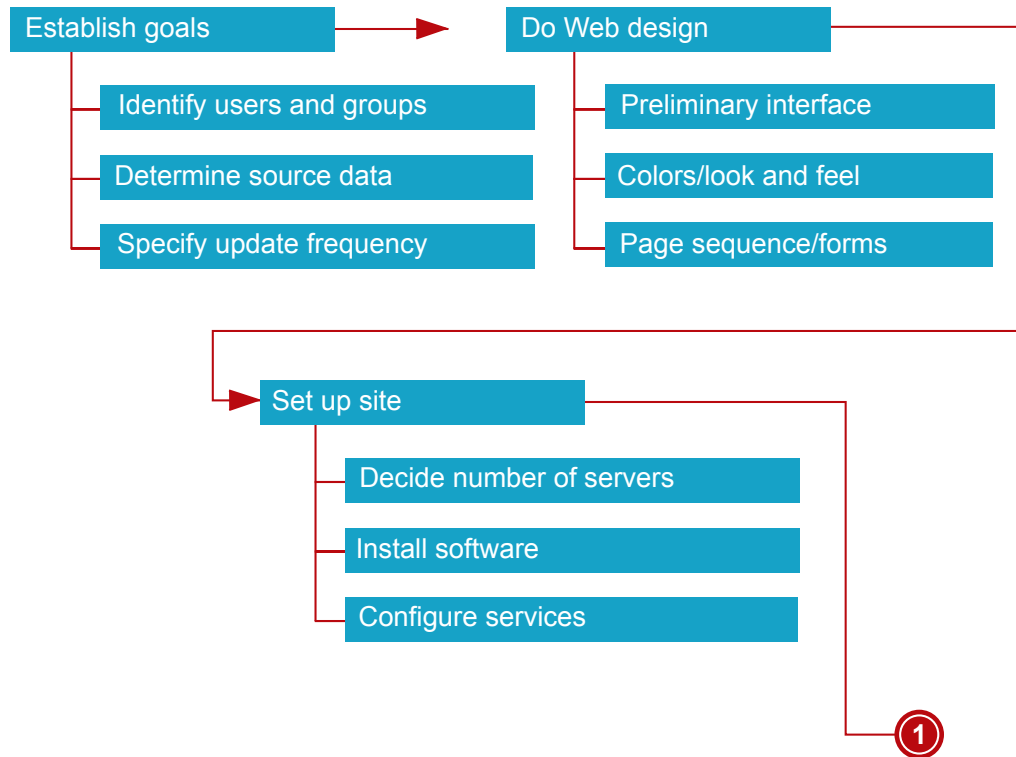 Establish goals
Identify users and groups
Determine source data
Specify update frequency
Do Web design
Preliminary interface
Colors/look and feel
Page sequence/forms
Set up site
Decide number of servers
Install software
Configure services
1